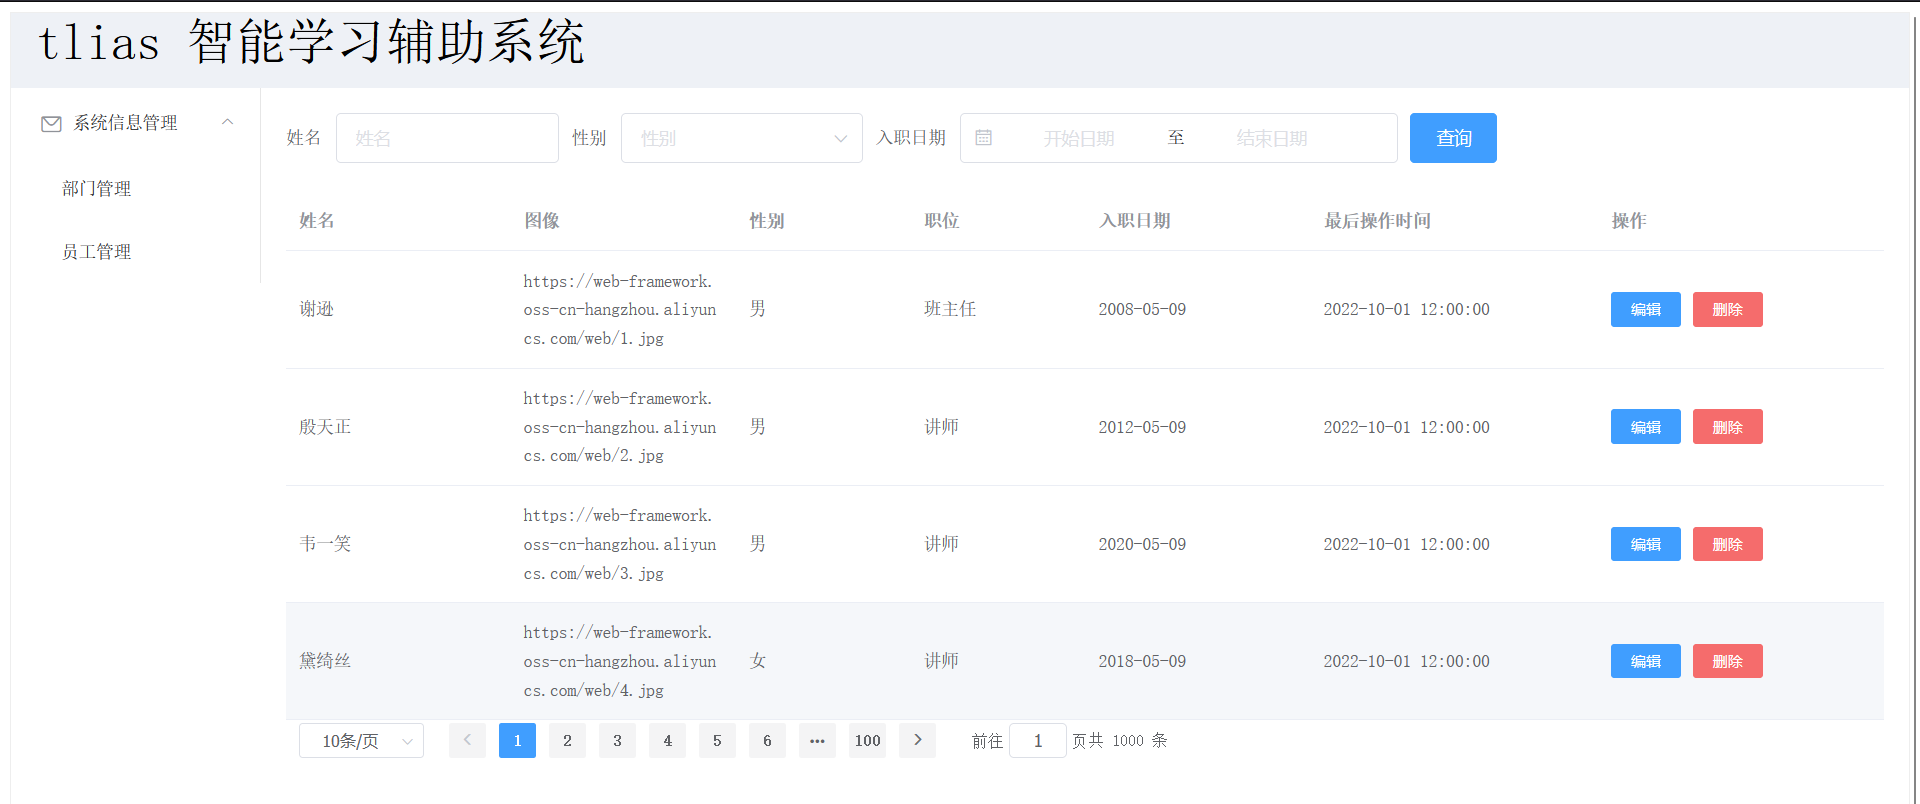 tlias 智能学习辅助系统
系统信息管理
部门管理
员工管理
姓名 姓名 性别 性别 入职日期 开始日期 至 结束日期 查询
姓名 图像 性别 职位 入职日期 最后操作时间 操作
谢逊 https://web-framework.oss-cn-hangzhou.aliyuncs.com/web/1.jpg 男 班主任 2008-05-09 2022-10-01 12:00:00 编辑 删除
殷天正 https://web-framework.oss-cn-hangzhou.aliyuncs.com/web/2.jpg 男 讲师 2012-05-09 2022-10-01 12:00:00 编辑 删除
韦一笑 https://web-framework.oss-cn-hangzhou.aliyuncs.com/web/3.jpg 男 讲师 2020-05-09 2022-10-01 12:00:00 编辑 删除
黛绮丝 https://web-framework.oss-cn-hangzhou.aliyuncs.com/web/4.jpg 女 讲师 2018-05-09 2022-10-01 12:00:00 编辑 删除
10条/页 1 2 3 4 5 6 ••• 100 前往 1 页共 1000 条